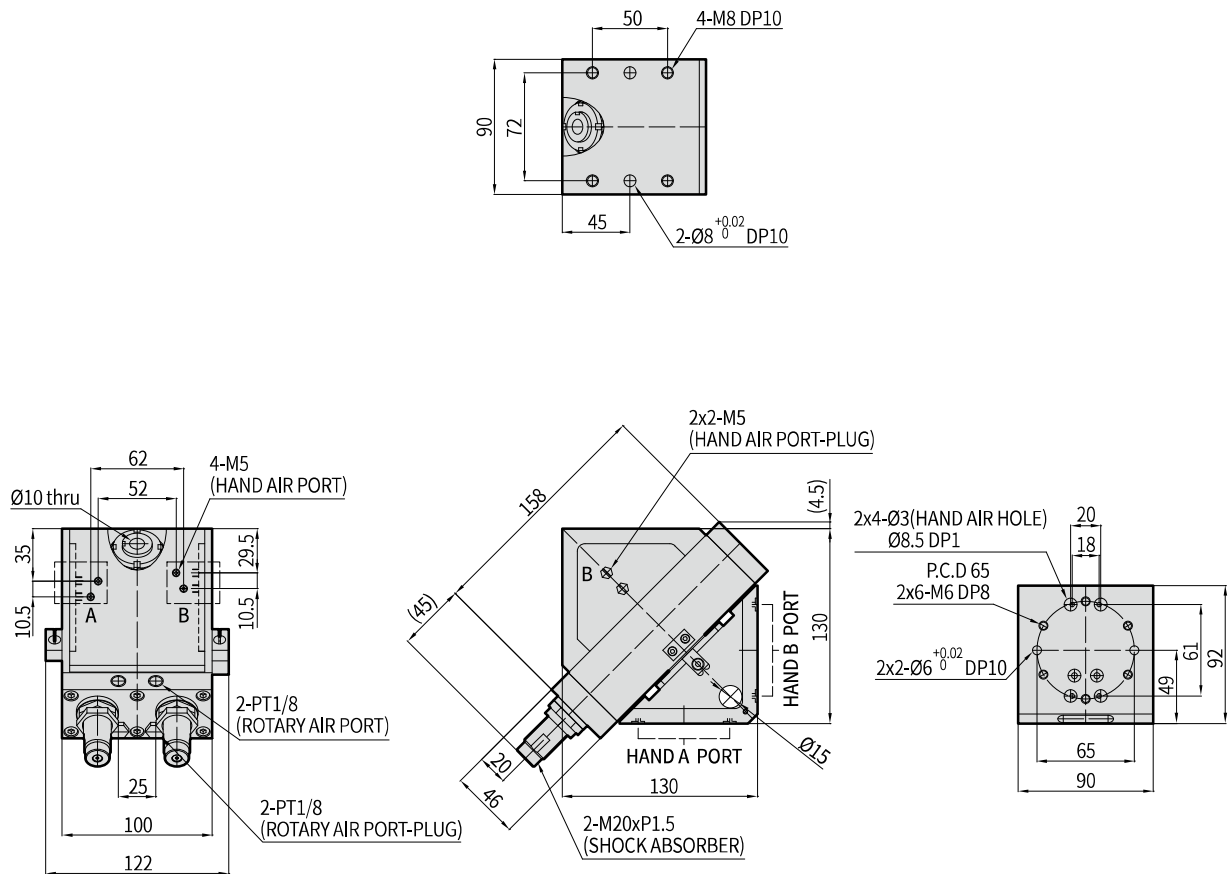 50
4-M8 DP10
90
72
45
2-Ø8 +0.02 0 DP10
62
52
4-M5
(HAND AIR PORT)
Ø10 thru
35
10.5
29.5
10.5
A
B
2-PT1/8
(ROTARY AIR PORT)
25
2-PT1/8
(ROTARY AIR PORT-PLUG)
100
122
2x2-M5
(HAND AIR PORT-PLUG)
158
(4.5)
(45)
B
130
HAND B PORT
HAND A PORT
Ø15
20
46
130
2-M20xP1.5
(SHOCK ABSORBER)
20
18
2x4-Ø3(HAND AIR HOLE)
Ø8.5 DP1
P.C.D 65
2x6-M6 DP8
2x2-Ø6 +0.02 0 DP10
61
92
49
65
90